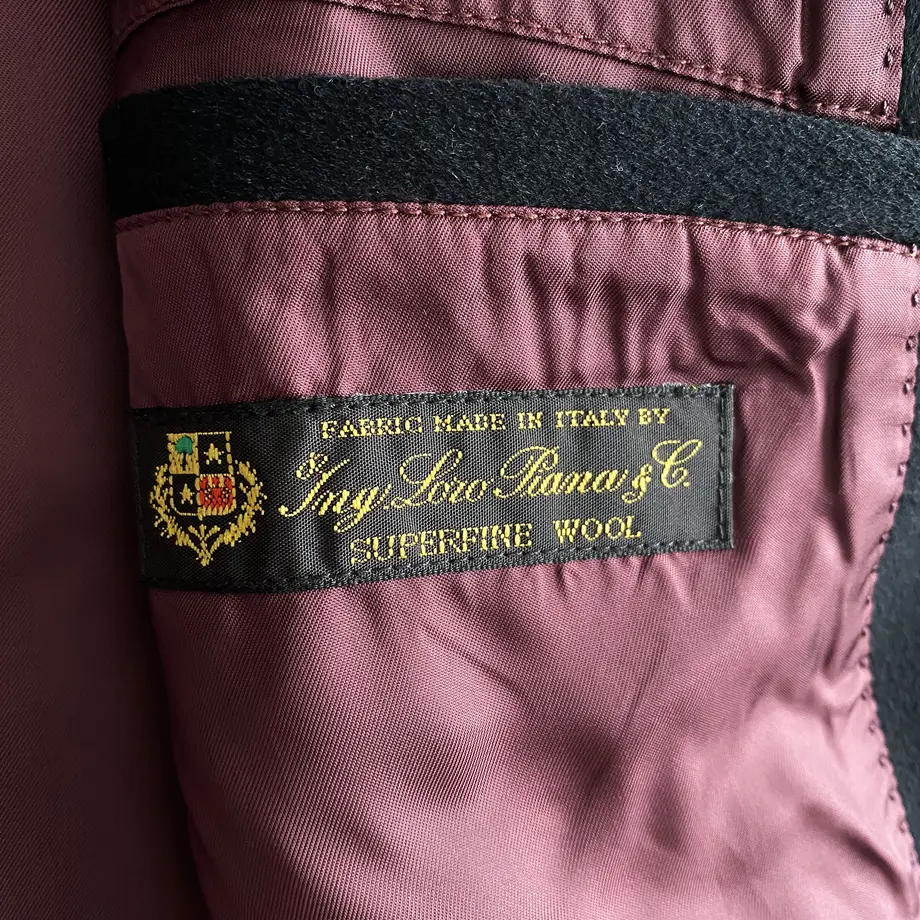 FABRIC MADE IN ITALY BY
Ing. Loro Piana & C.
SUPERFINE WOOL